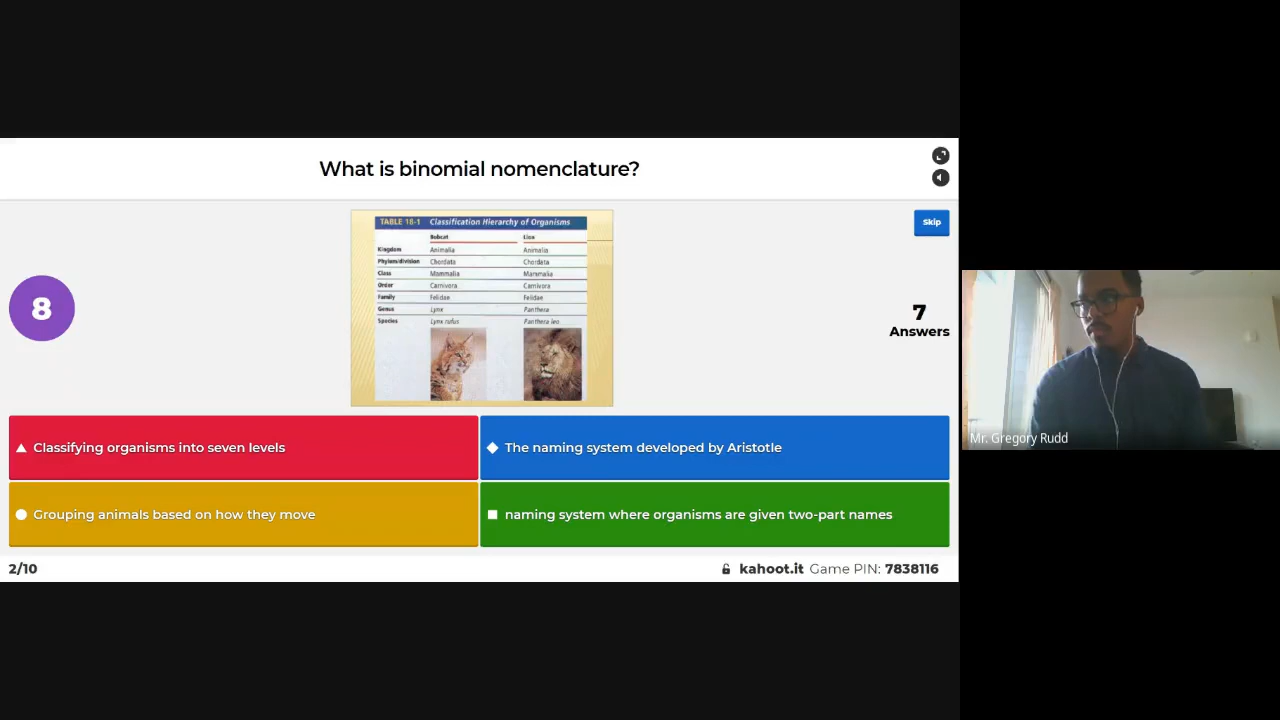 What is binomial nomenclature?
Skip
TABLE 18-1 Classification Hierarchy of Organisms
Bobcat Lion
Kingdom Animalia Animalia
Phylum/division Chordata Chordata
Class Mammalia Mammalia
Order Carnivora Carnivora
Family Felidae Felidae
Genus Lynx Panthera
Species Lynx rufus Panthera leo
8
7
Answers
Classifying organisms into seven levels
The naming system developed by Aristotle
Grouping animals based on how they move
naming system where organisms are given two-part names
2/10
kahoot.it Game PIN: 7838116
Mr. Gregory Rudd